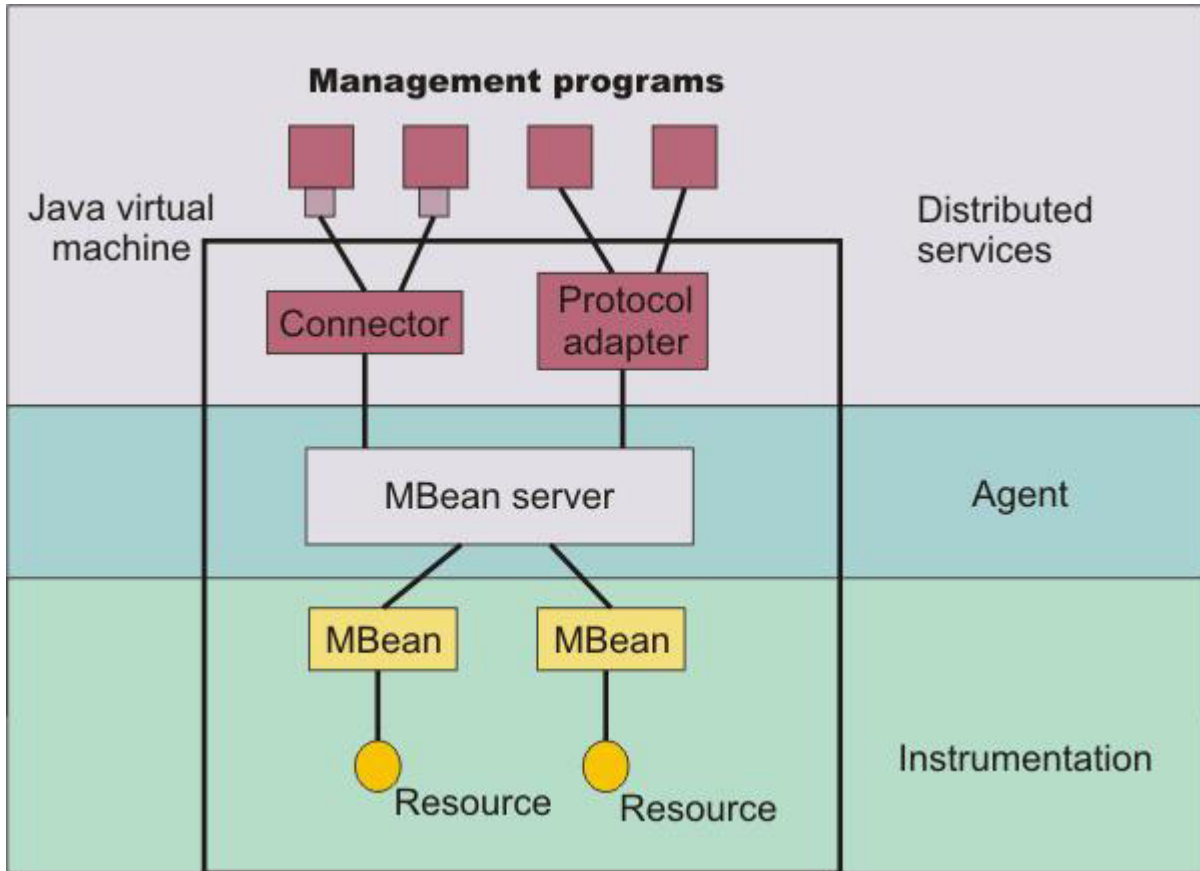 Management programs
Java virtual
machine
Distributed
services
Connector
Protocol
adapter
MBean server
Agent
MBean
MBean
Instrumentation
Resource
Resource